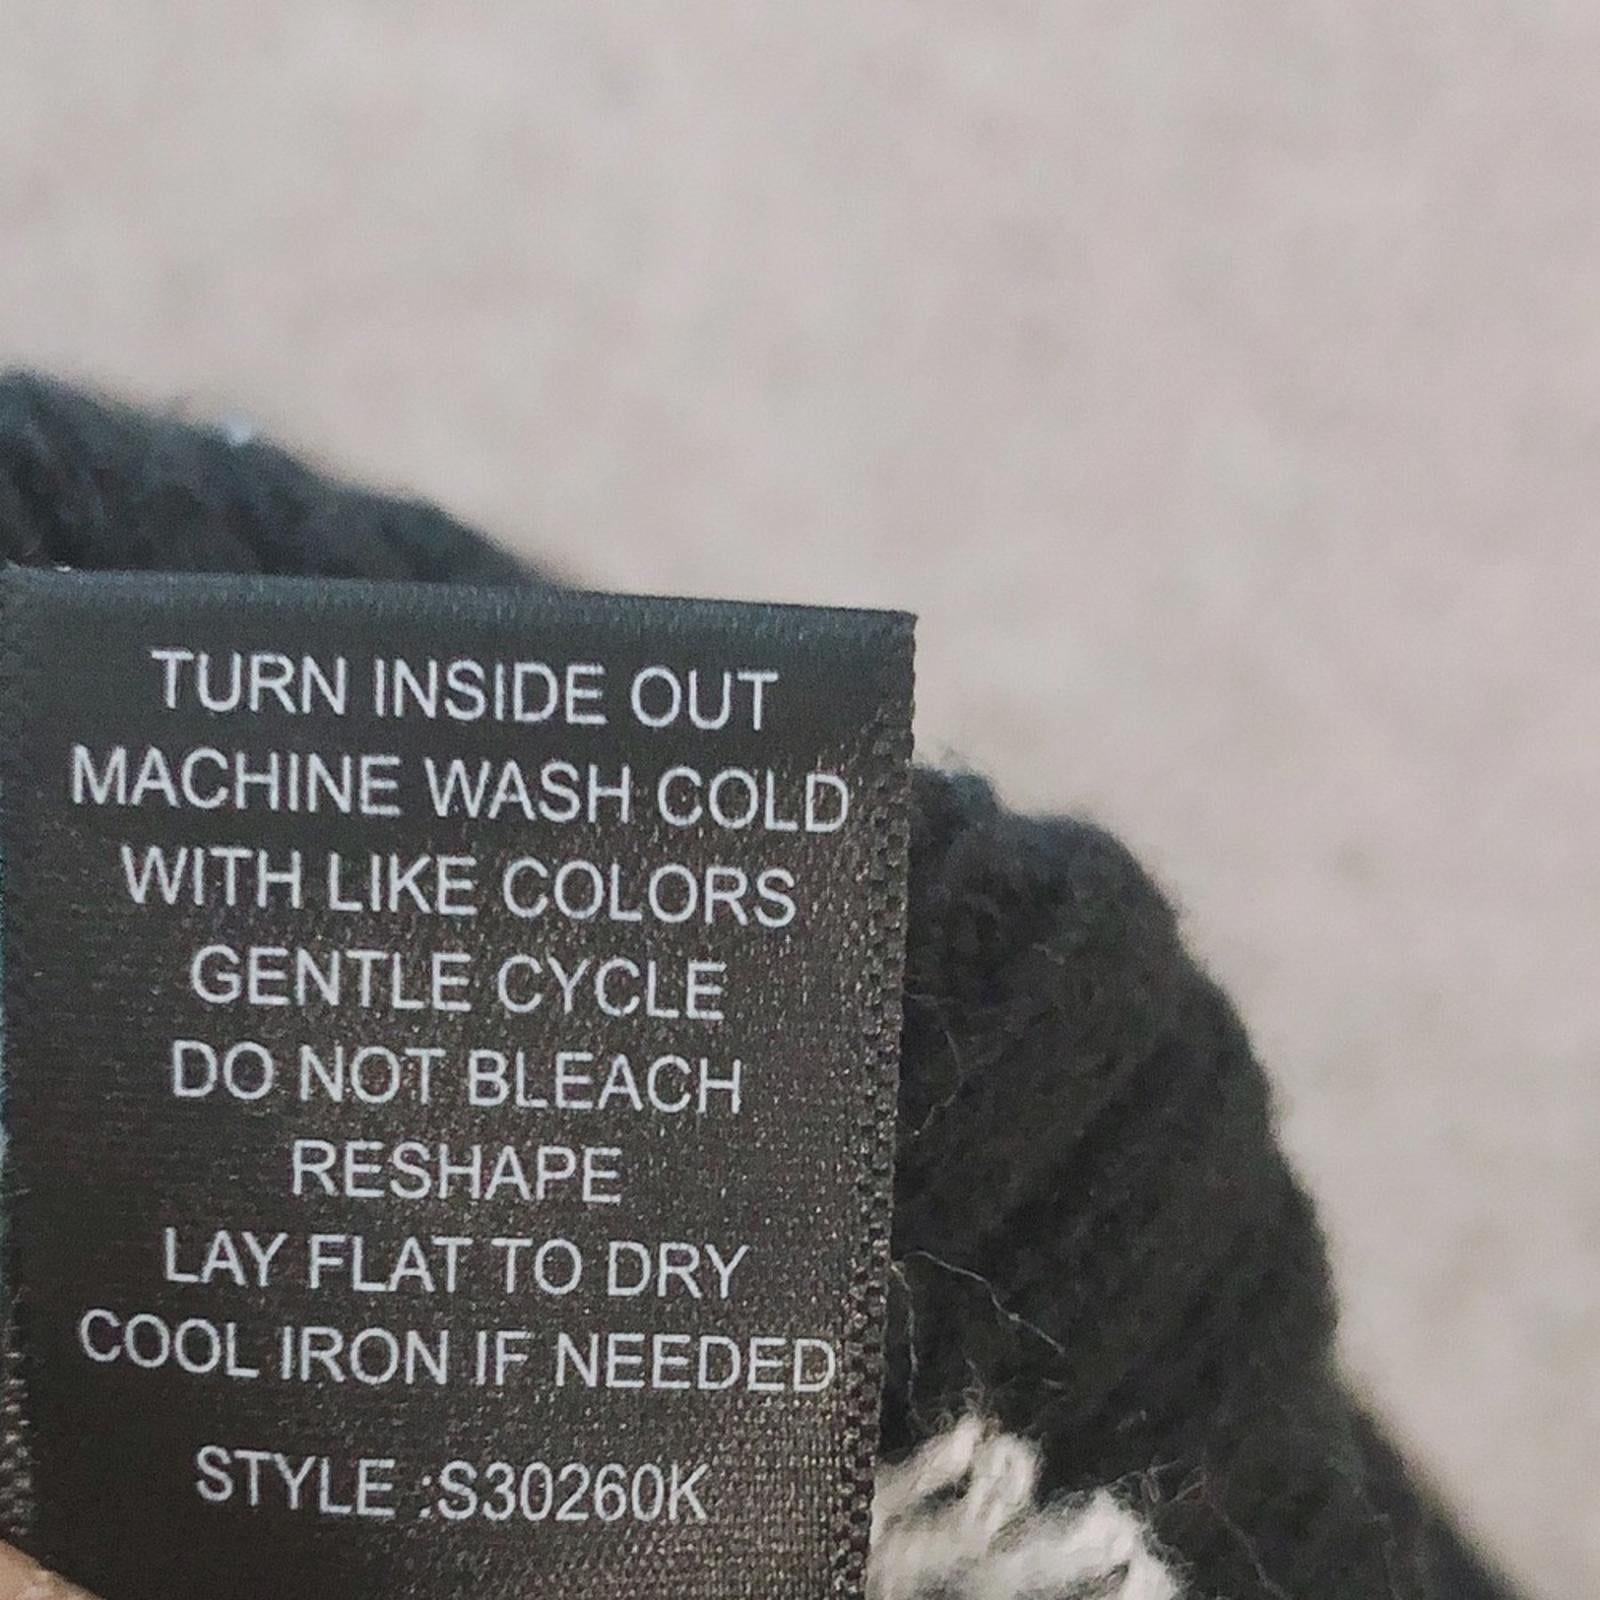 TURN INSIDE OUT
MACHINE WASH COLD
WITH LIKE COLORS
GENTLE CYCLE
DO NOT BLEACH
RESHAPE
LAY FLAT TO DRY
COOL IRON IF NEEDED
STYLE :S30260K